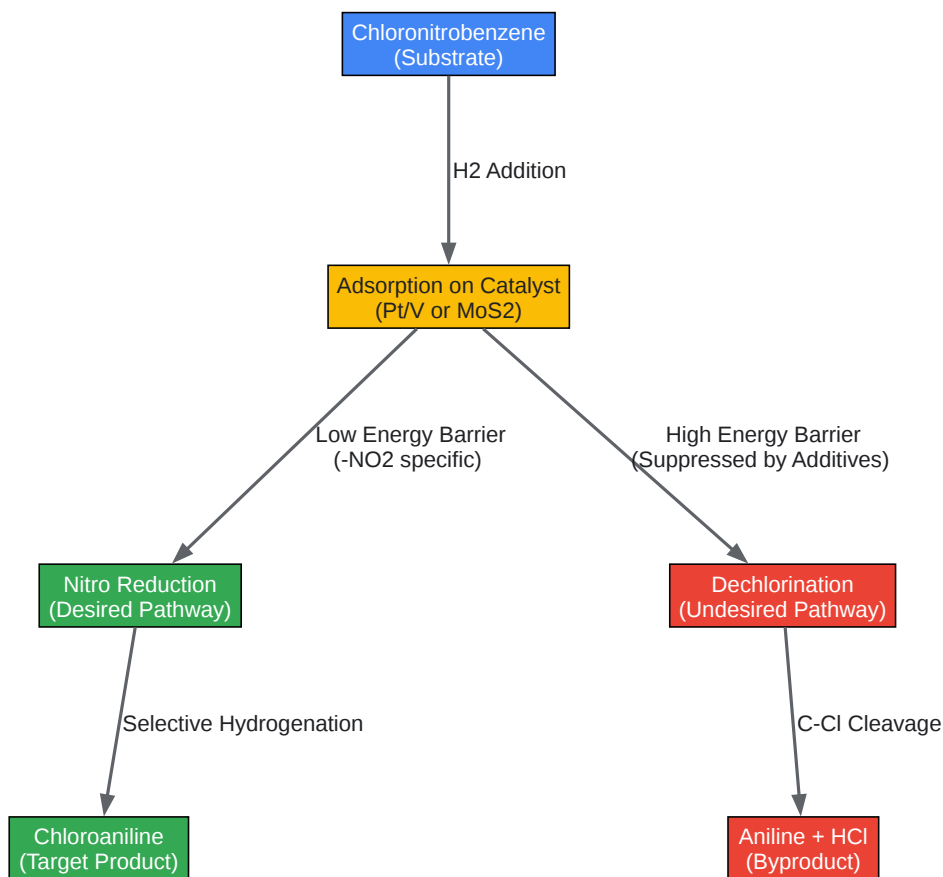 Chloronitrobenzene
(Substrate)
H2 Addition
Adsorption on Catalyst
(Pt/V or MoS2)
Low Energy Barrier
(-NO2 specific)
High Energy Barrier
(Suppressed by Additives)
Nitro Reduction
(Desired Pathway)
Dechlorination
(Undesired Pathway)
Selective Hydrogenation
C-Cl Cleavage
Chloroaniline
(Target Product)
Aniline + HCl
(Byproduct)